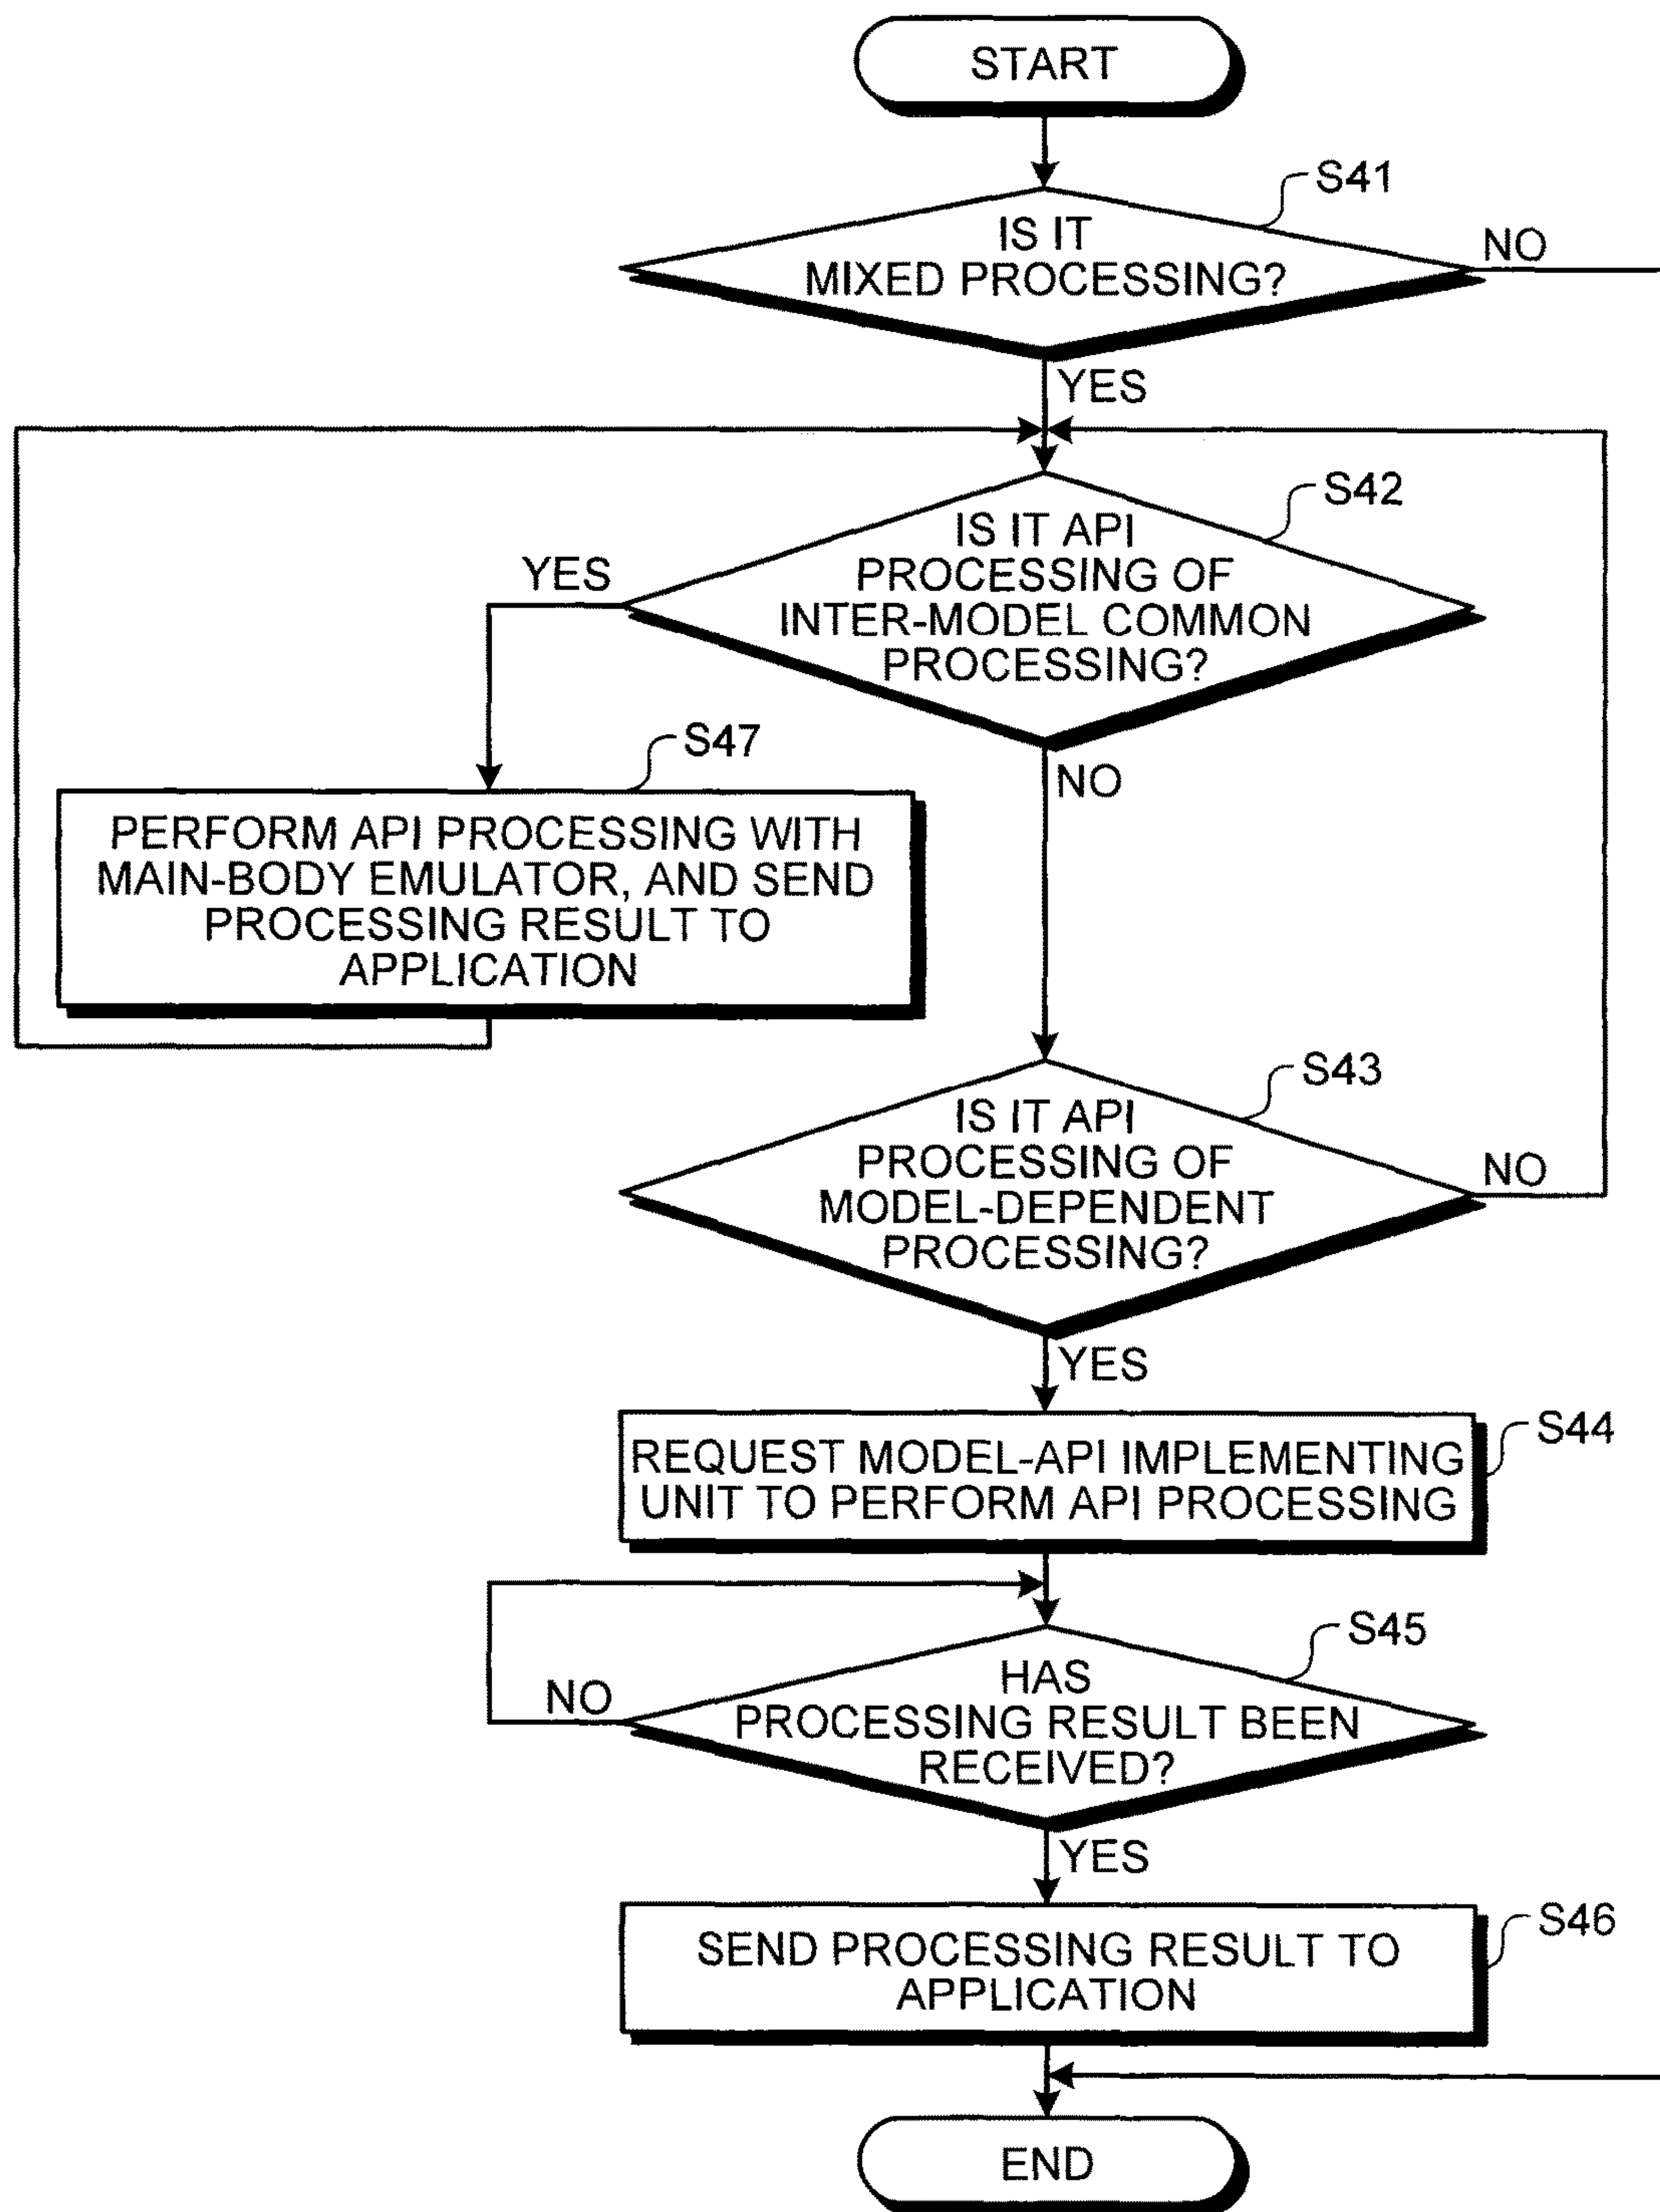 START
S41
IS IT
MIXED PROCESSING?
NO
YES
S42
IS IT API
PROCESSING OF
INTER-MODEL COMMON
PROCESSING?
YES
NO
S47
PERFORM API PROCESSING WITH
MAIN-BODY EMULATOR, AND SEND
PROCESSING RESULT TO
APPLICATION
S43
IS IT API
PROCESSING OF
MODEL-DEPENDENT
PROCESSING?
NO
YES
S44
REQUEST MODEL-API IMPLEMENTING
UNIT TO PERFORM API PROCESSING
S45
HAS
PROCESSING RESULT BEEN
RECEIVED?
NO
YES
S46
SEND PROCESSING RESULT TO
APPLICATION
END